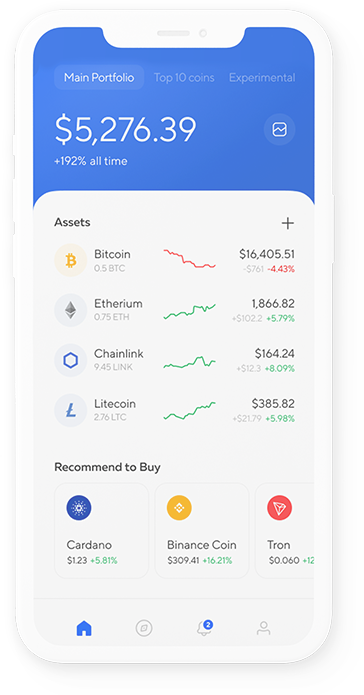 Main Portfolio Top 10 coins Experimental
$5,276.39
+192% all time
Assets
Bitcoin $16,405.51
0.5 BTC -$761 -4.43%
Etherium 1,866.82
0.75 ETH +$102.2 +5.79%
Chainlink $164.24
9.45 LINK +$12.3 +8.09%
Litecoin $385.82
2.76 LTC +$21.79 +5.98%
Recommend to Buy
Cardano Binance Coin Tron
$1.23 +5.81% $309.41 +16.21% $0.060 +12
2